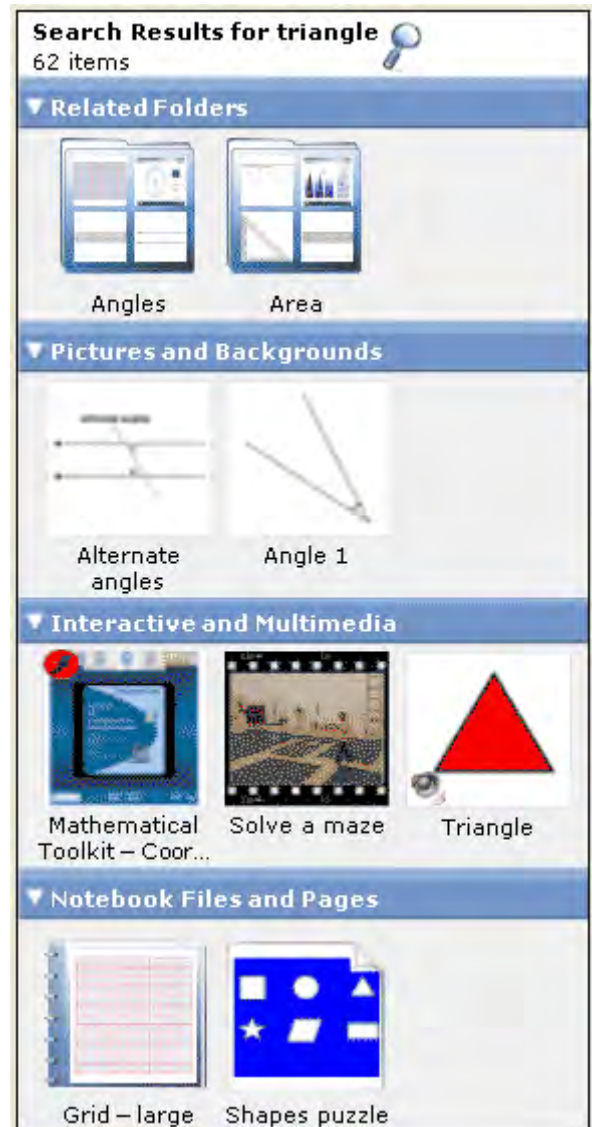 Search Results for triangle
62 items
Related Folders
Angles
Area
Pictures and Backgrounds
Alternate
angles
Angle 1
Interactive and Multimedia
Mathematical
Toolkit – Coor...
Solve a maze
Triangle
Notebook Files and Pages
Grid – large
Shapes puzzle